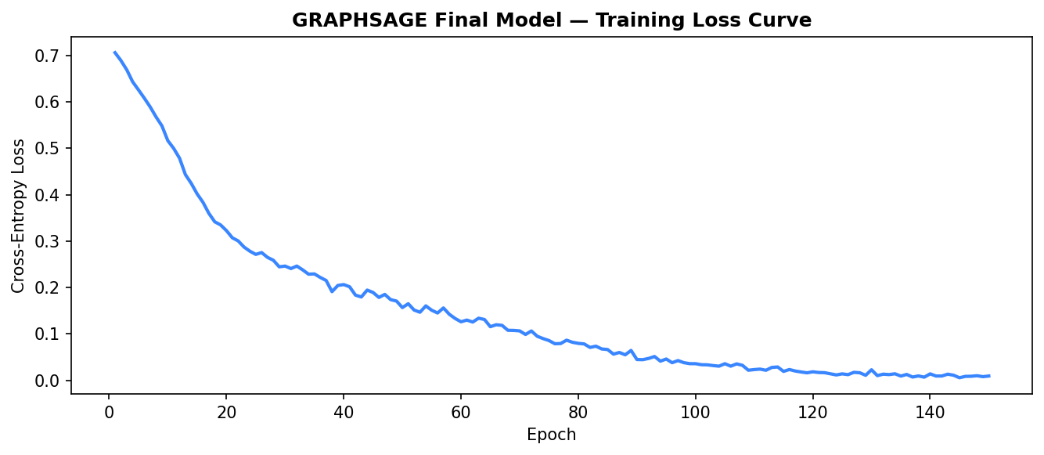 GRAPHSAGE Final Model — Training Loss Curve
Cross-Entropy Loss
0.7
0.6
0.5
0.4
0.3
0.2
0.1
0.0
0 20 40 60 80 100 120 140
Epoch